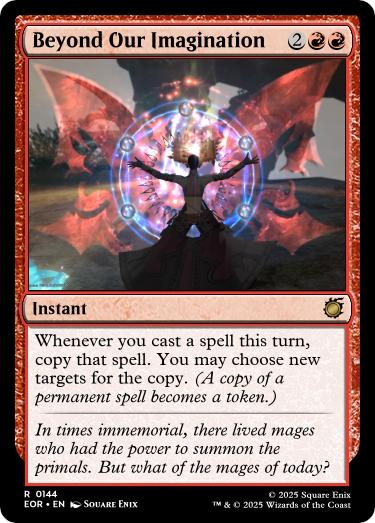 Beyond Our Imagination 2
Instant
Whenever you cast a spell this turn,
copy that spell. You may choose new
targets for the copy. (A copy of a
permanent spell becomes a token.)
In times immemorial, there lived mages
who had the power to summon the
primals. But what of the mages of today?
R 0144
EOR • EN Square Enix
© 2025 Square Enix
™ & © 2025 Wizards of the Coast